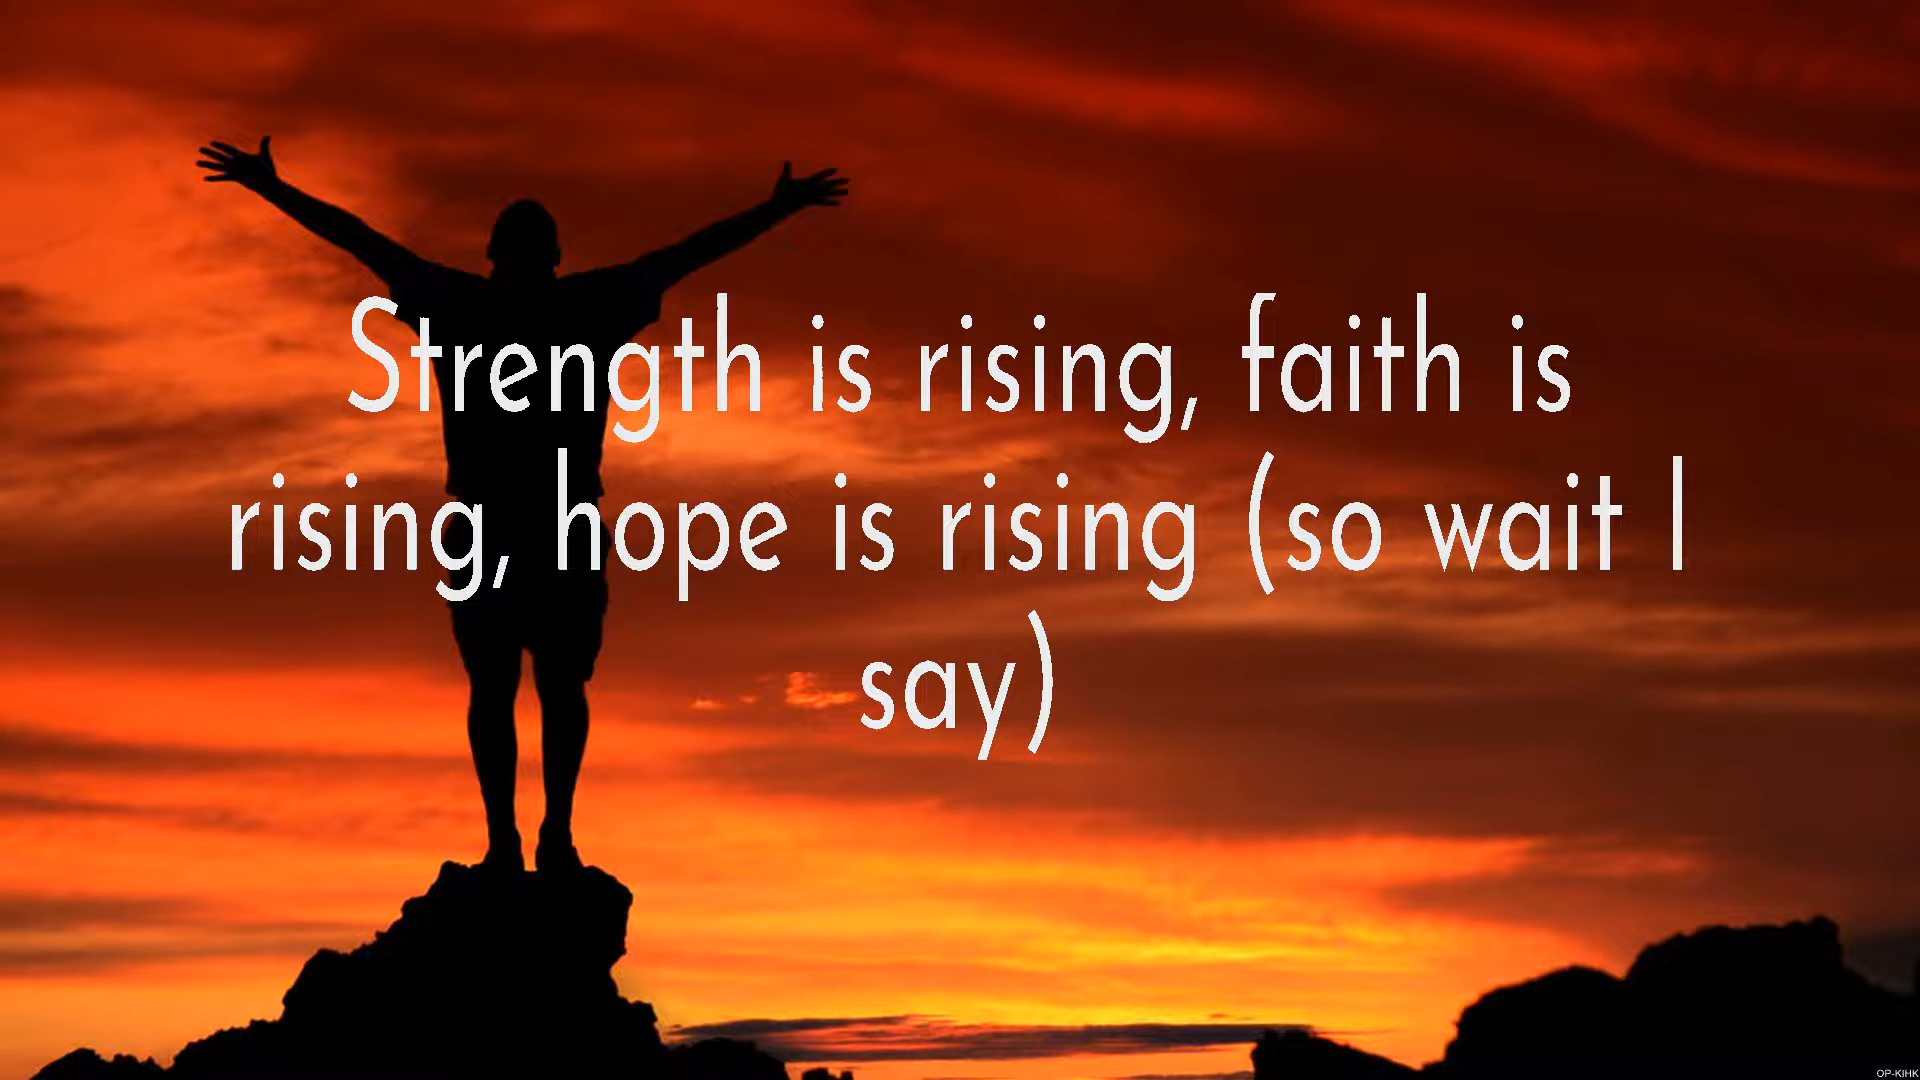 Strength is rising, faith is
rising, hope is rising (so wait I
say)
OP-KIHK